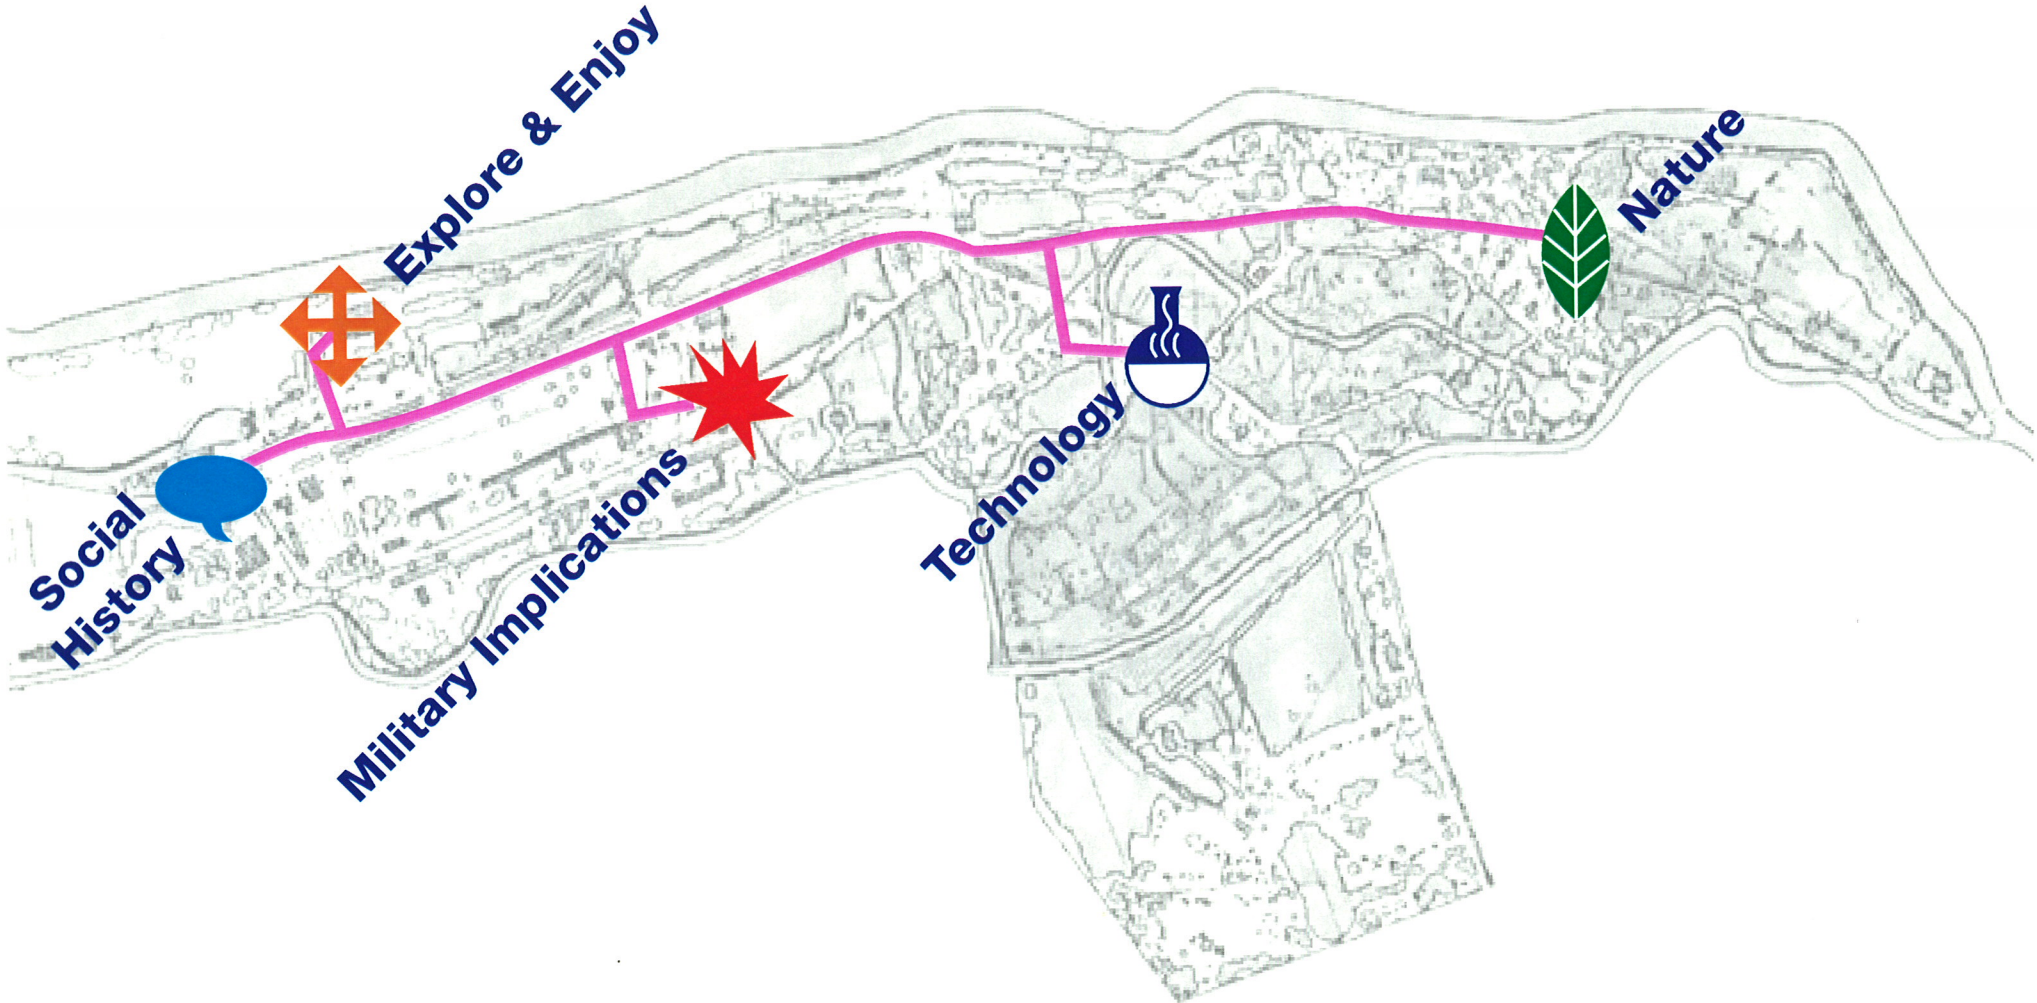 Explore & Enjoy
Nature
Social
History
Military Implications
Technology